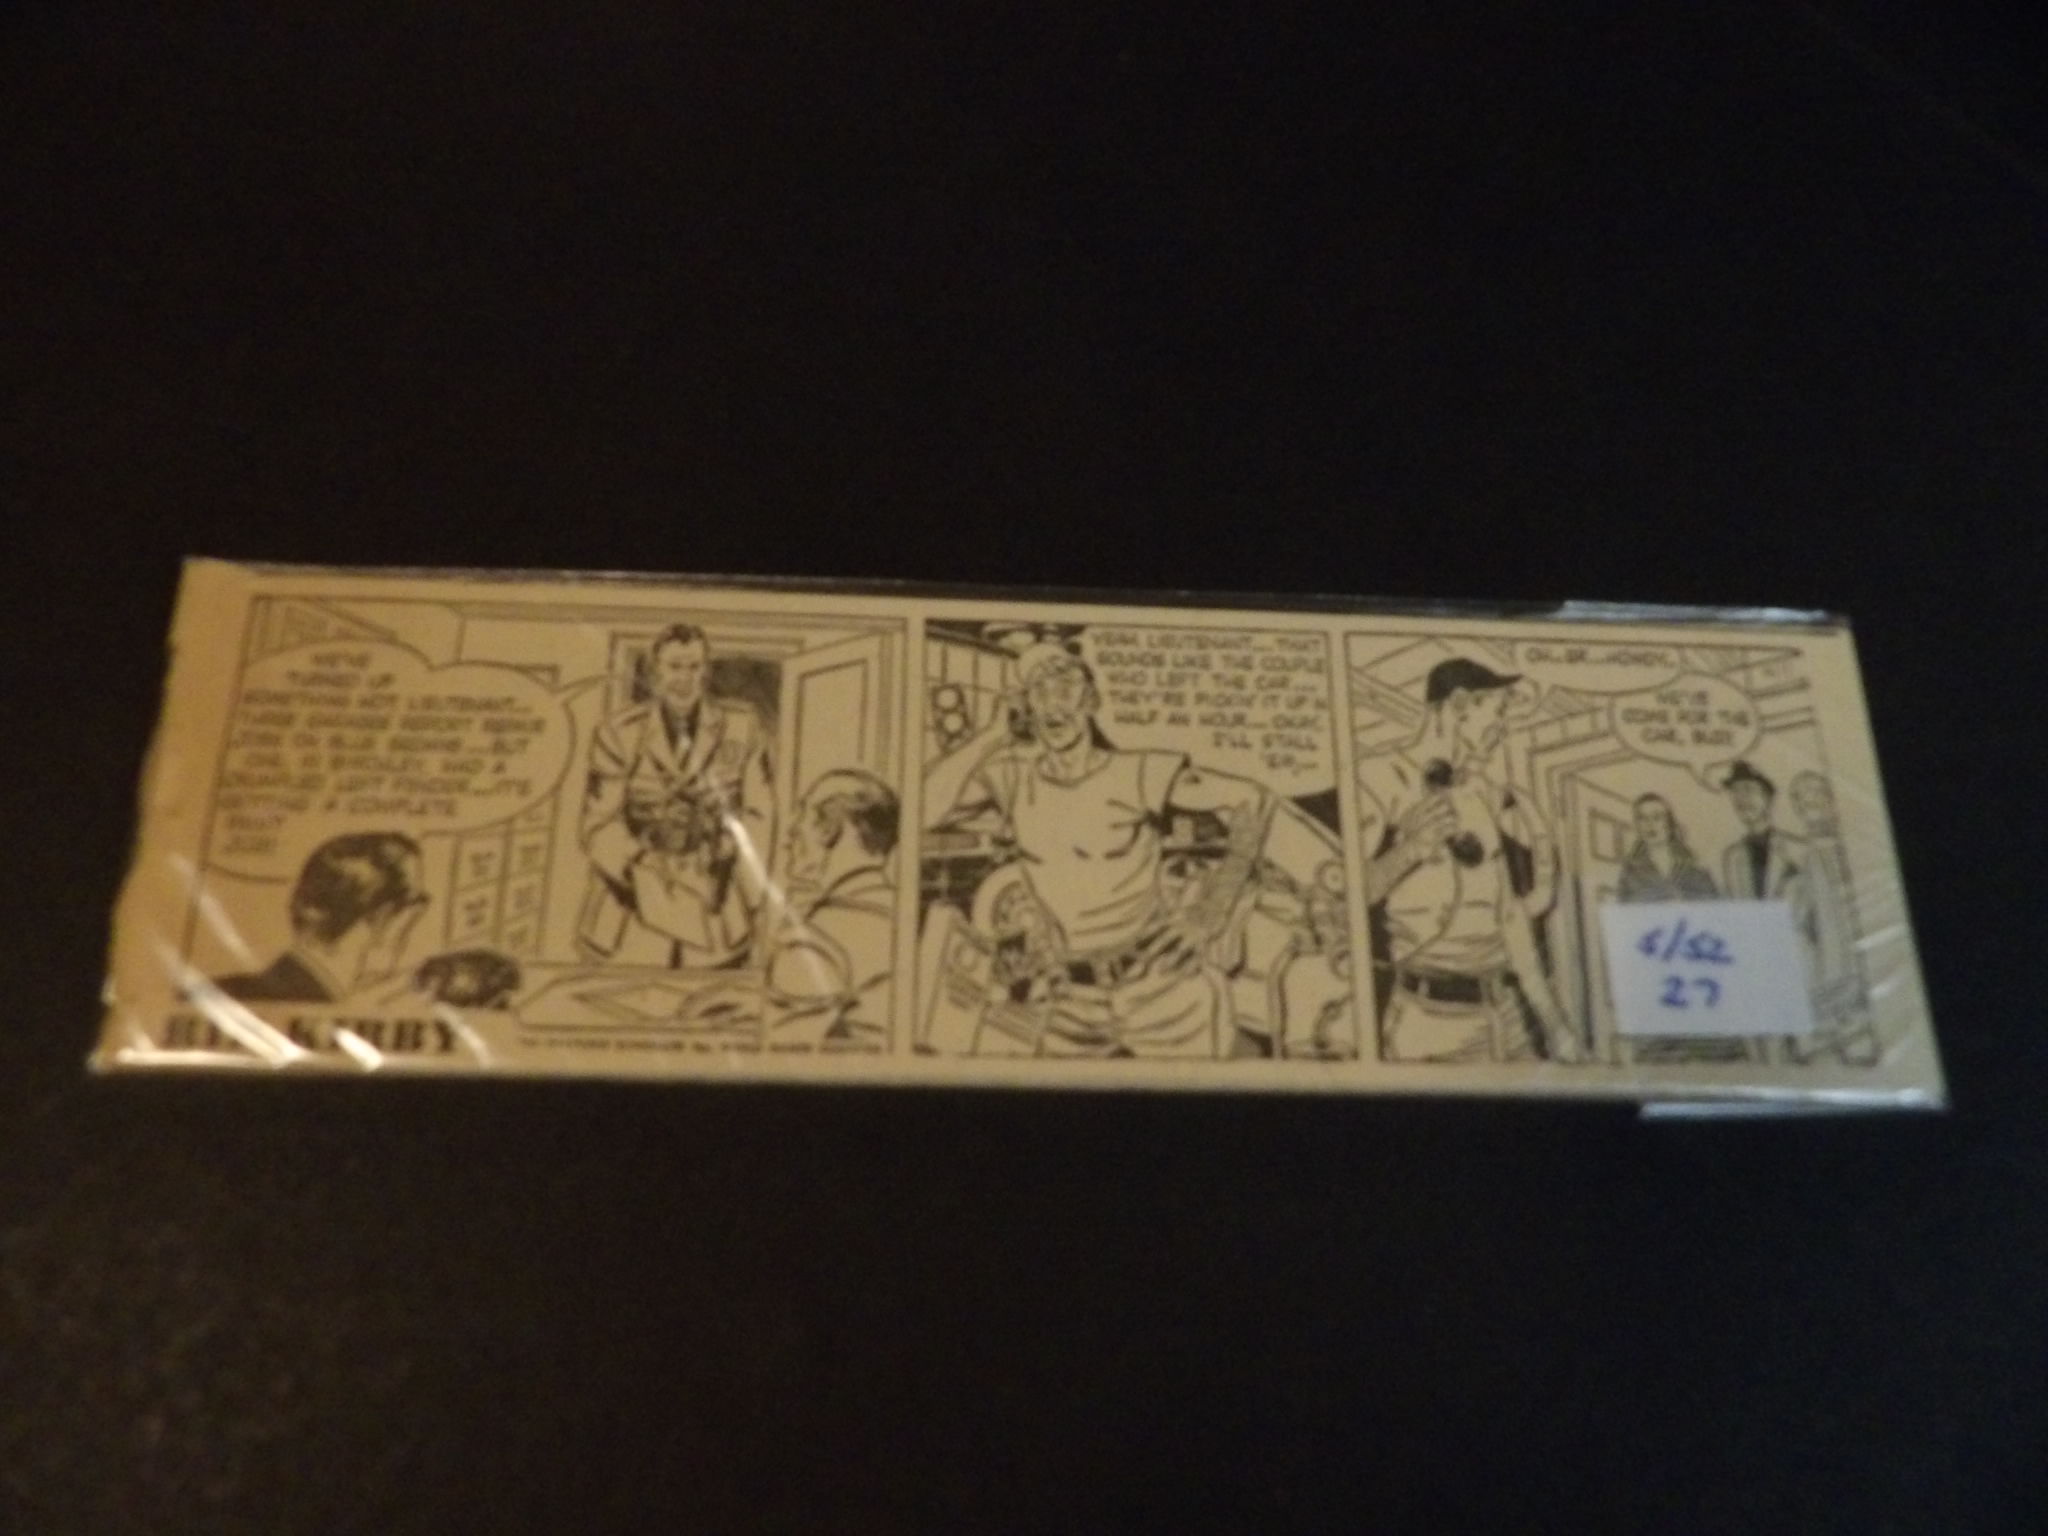 WE'VE
TURNED UP
SOMETHING HOT LIEUTENANT...
THREE GARAGES REPORT REPAIR
JOBS ON BLUE SEDANS... BUT
ONE, IN BYRCKLEY, HAD A
CRUMPLED LEFT FENDER... IT'S
GETTING A COMPLETE
PAINT
JOB!
KIRBY
YEAH, LIEUTENANT.... THAT
SOUNDS LIKE THE COUPLE
WHO LEFT THE CAR....
THEY'RE PICKIN' IT UP IN
HALF AN HOUR.... OKAY,
I'LL STALL
'EM,--
OH..ER...HOWDY..
WE'VE
COME FOR THE
CAR, BUD!
5/52
27